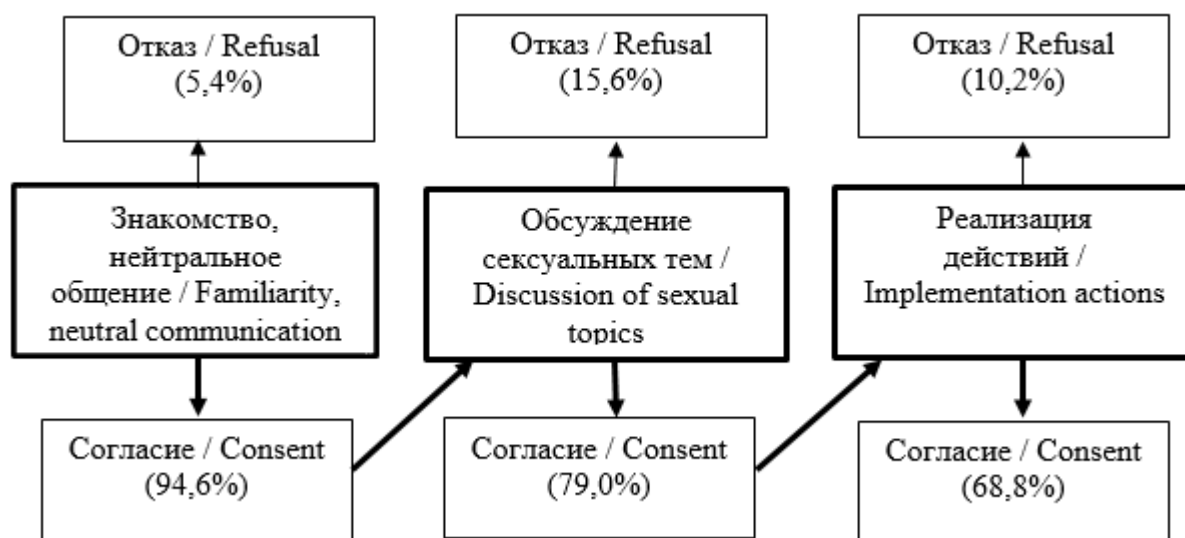 Отказ / Refusal
(5,4%)
Отказ / Refusal
(15,6%)
Отказ / Refusal
(10,2%)
Знакомство,
нейтральное
общение / Familiarity,
neutral communication
Обсуждение
сексуальных тем /
Discussion of sexual
topics
Реализация
действий /
Implementation actions
Согласие / Consent
(94,6%)
Согласие / Consent
(79,0%)
Согласие / Consent
(68,8%)